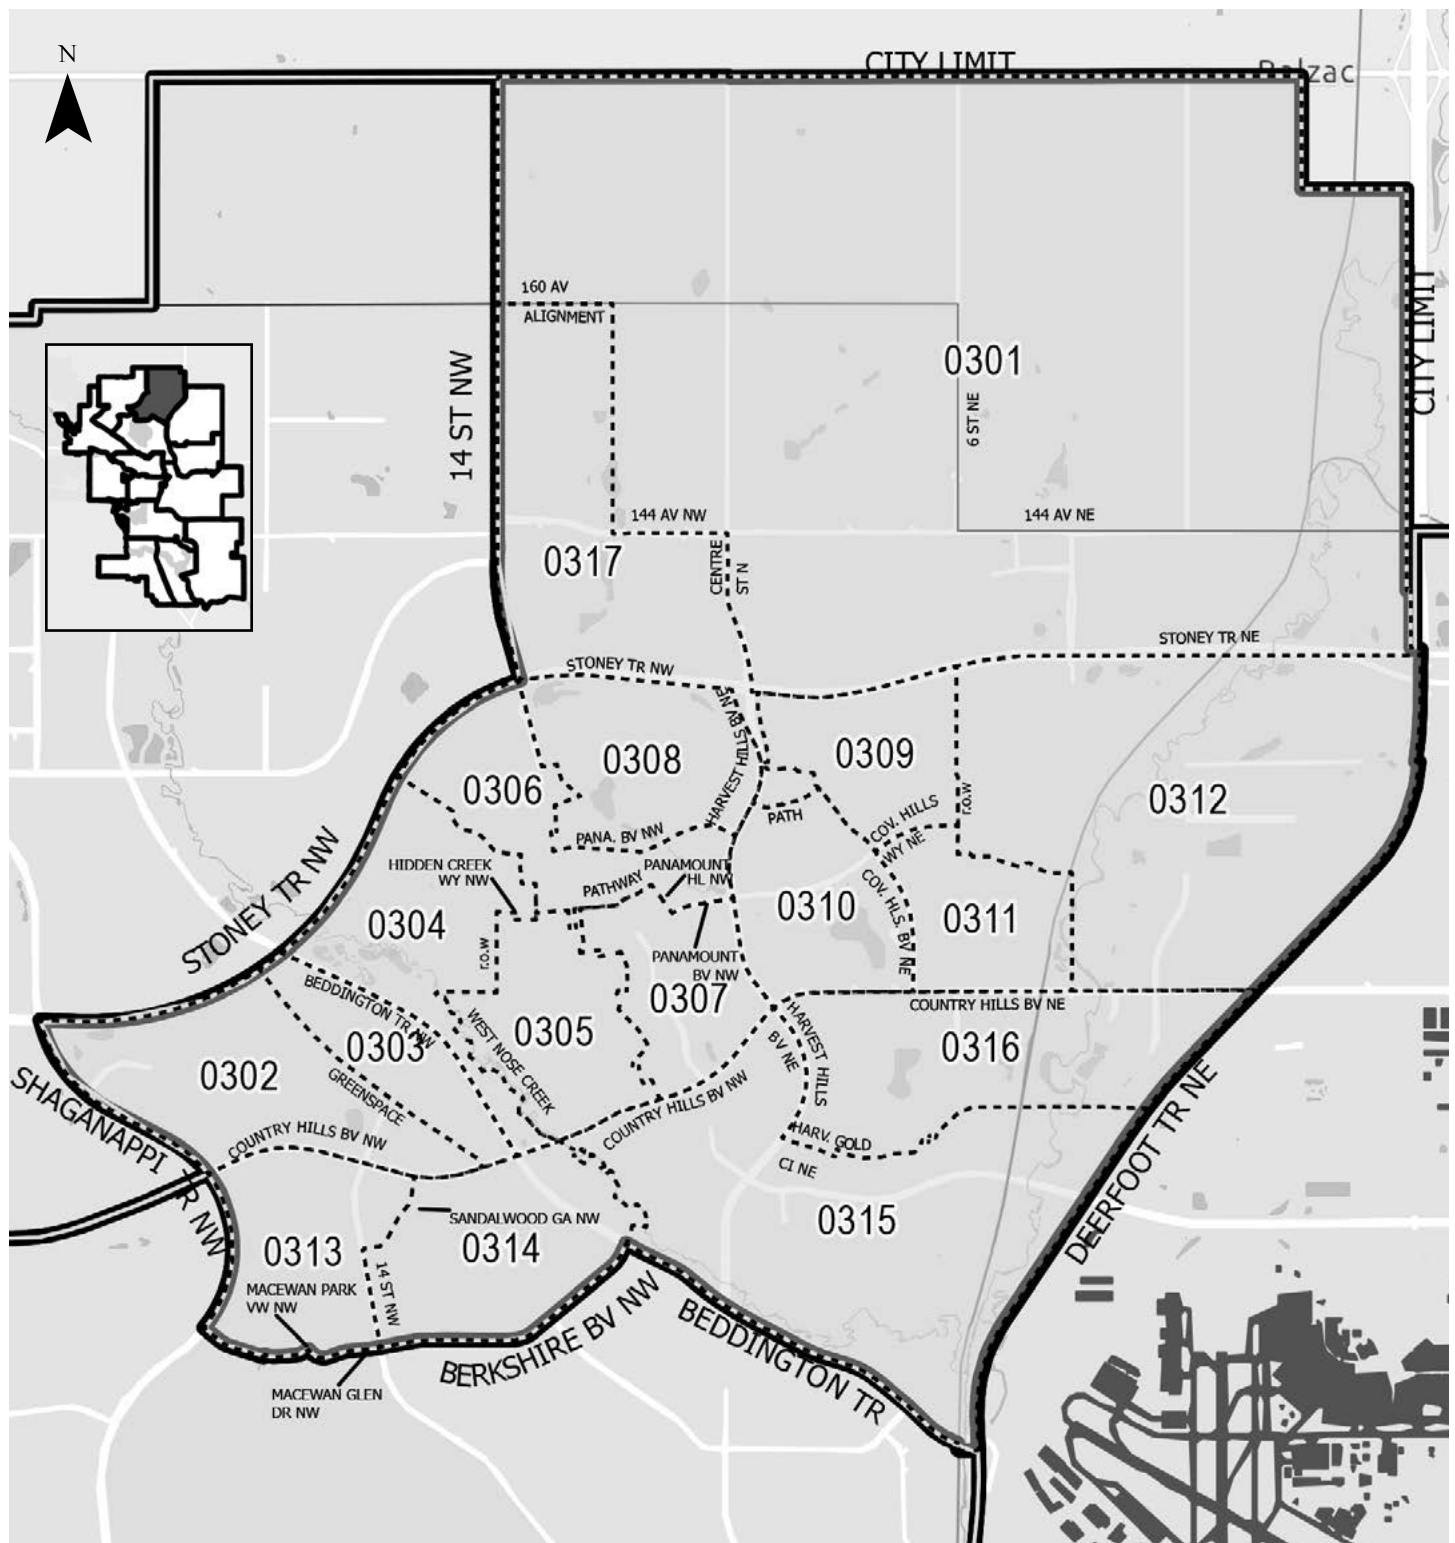 N
CITY LIMIT
Balzac
160 AV
ALIGNMENT
CITY LIMIT
0301
14 ST NW
6 ST NE
144 AV NW
144 AV NE
0317
CENTRE
ST N
STONEY TR NE
STONEY TR NW
HARVEST HILLS BV NE
0308
0309
0306
0312
r.o.w
PATH
COV. HILLS
WY NE
PANA. BV NW
STONEY TR NW
HIDDEN CREEK
WY NW
PANAMOUNT
HL NW
PATHWAY
COV. HLS. BV NE
0304
0310
0311
r.o.w
PANAMOUNT
BV NW
0307
BEDDINGTON TR NW
COUNTRY HILLS BV NE
HARVEST HILLS
BV NE
WEST NOSE CREEK
0305
0303
0316
0302
SHAGANAPPI
TR NW
GREENSPACE
COUNTRY HILLS BV NW
COUNTRY HILLS BV NW
HARV. GOLD
CI NE
DEERFOOT TR NE
SANDALWOOD GA NW
0315
0313
0314
14 ST NW
MACEWAN PARK
VW NW
BERKSHIRE BV NW
BEDDINGTON TR
MACEWAN GLEN
DR NW